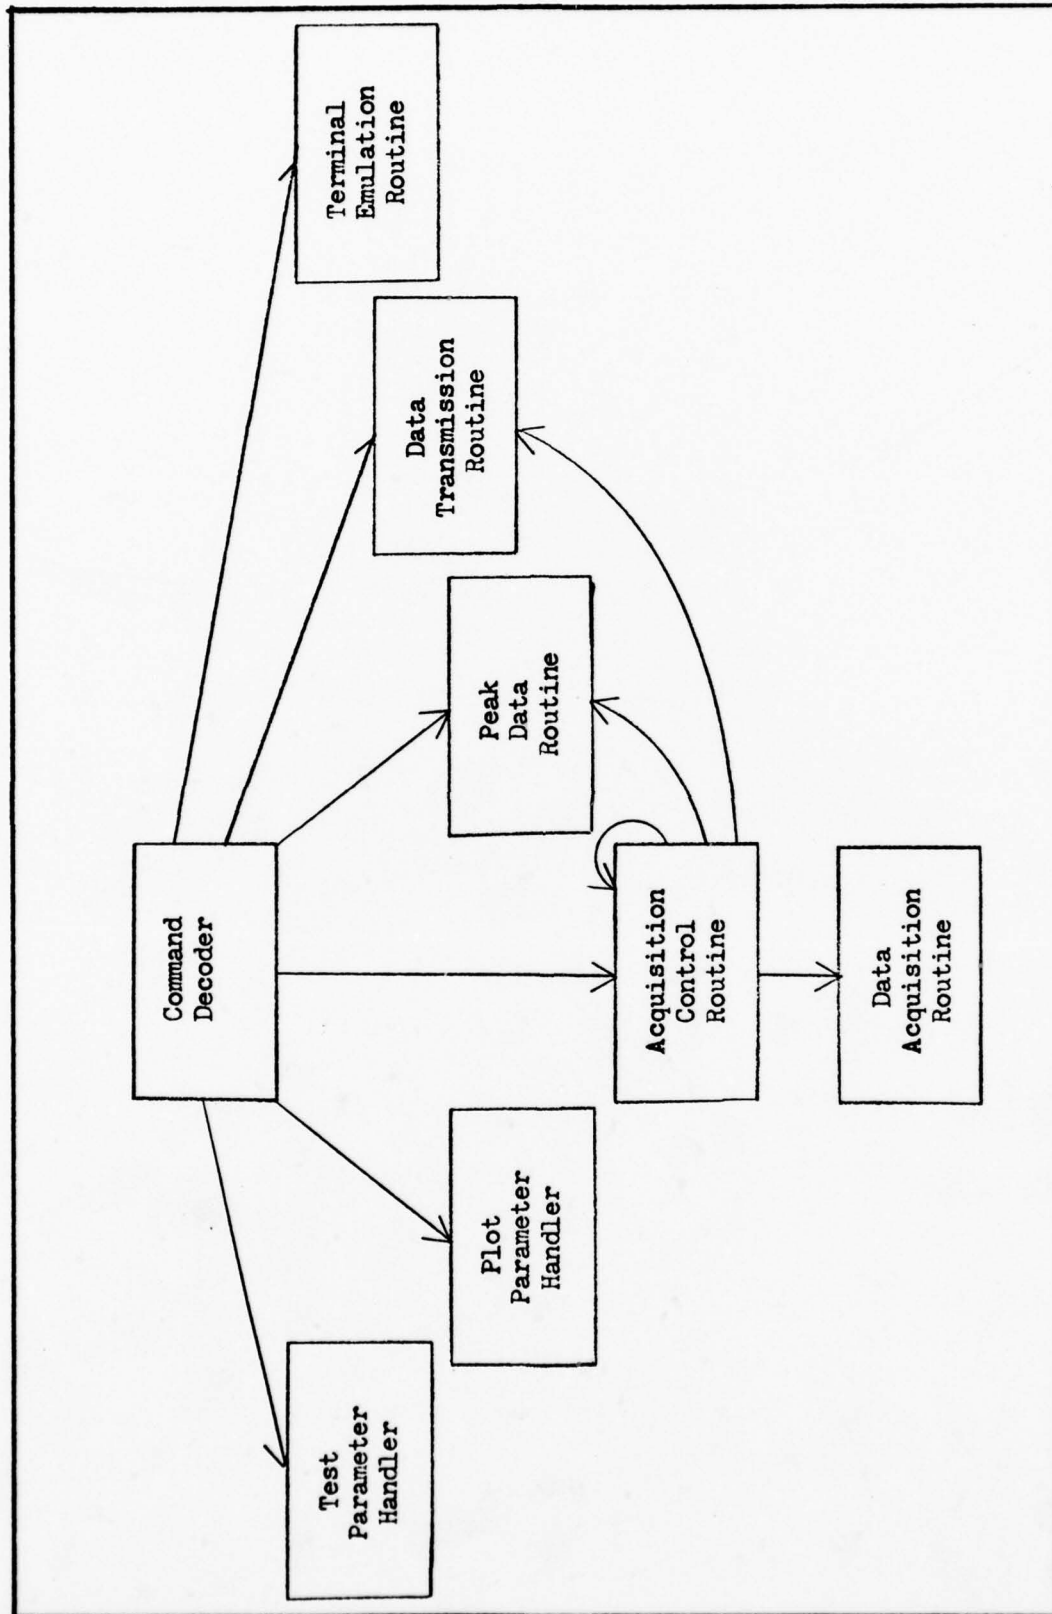 Command
Decoder
Test
Parameter
Handler
Plot
Parameter
Handler
Acquisition
Control
Routine
Data
Acquisition
Routine
Peak
Data
Routine
Data
Transmission
Routine
Terminal
Emulation
Routine